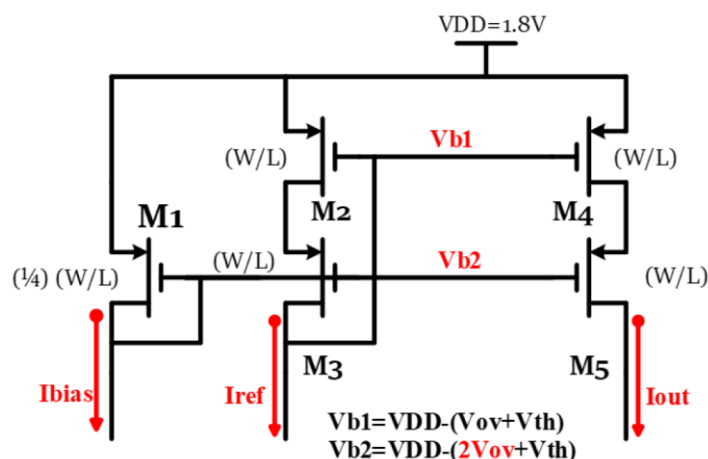 VDD=1.8V
Vb1
(W/L)
(W/L)
M2
M4
M1
(¼) (W/L)
(W/L)
Vb2
(W/L)
M3
M5
Ibias
Iref
Iout
Vb1=VDD-(Vov+Vth)
Vb2=VDD-(2Vov+Vth)